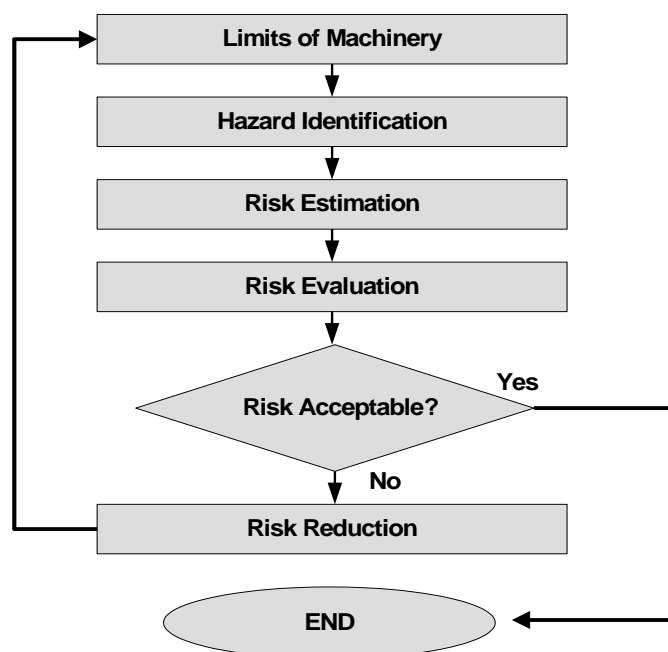 Limits of Machinery
Hazard Identification
Risk Estimation
Risk Evaluation
Risk Acceptable?
Yes
No
Risk Reduction
END